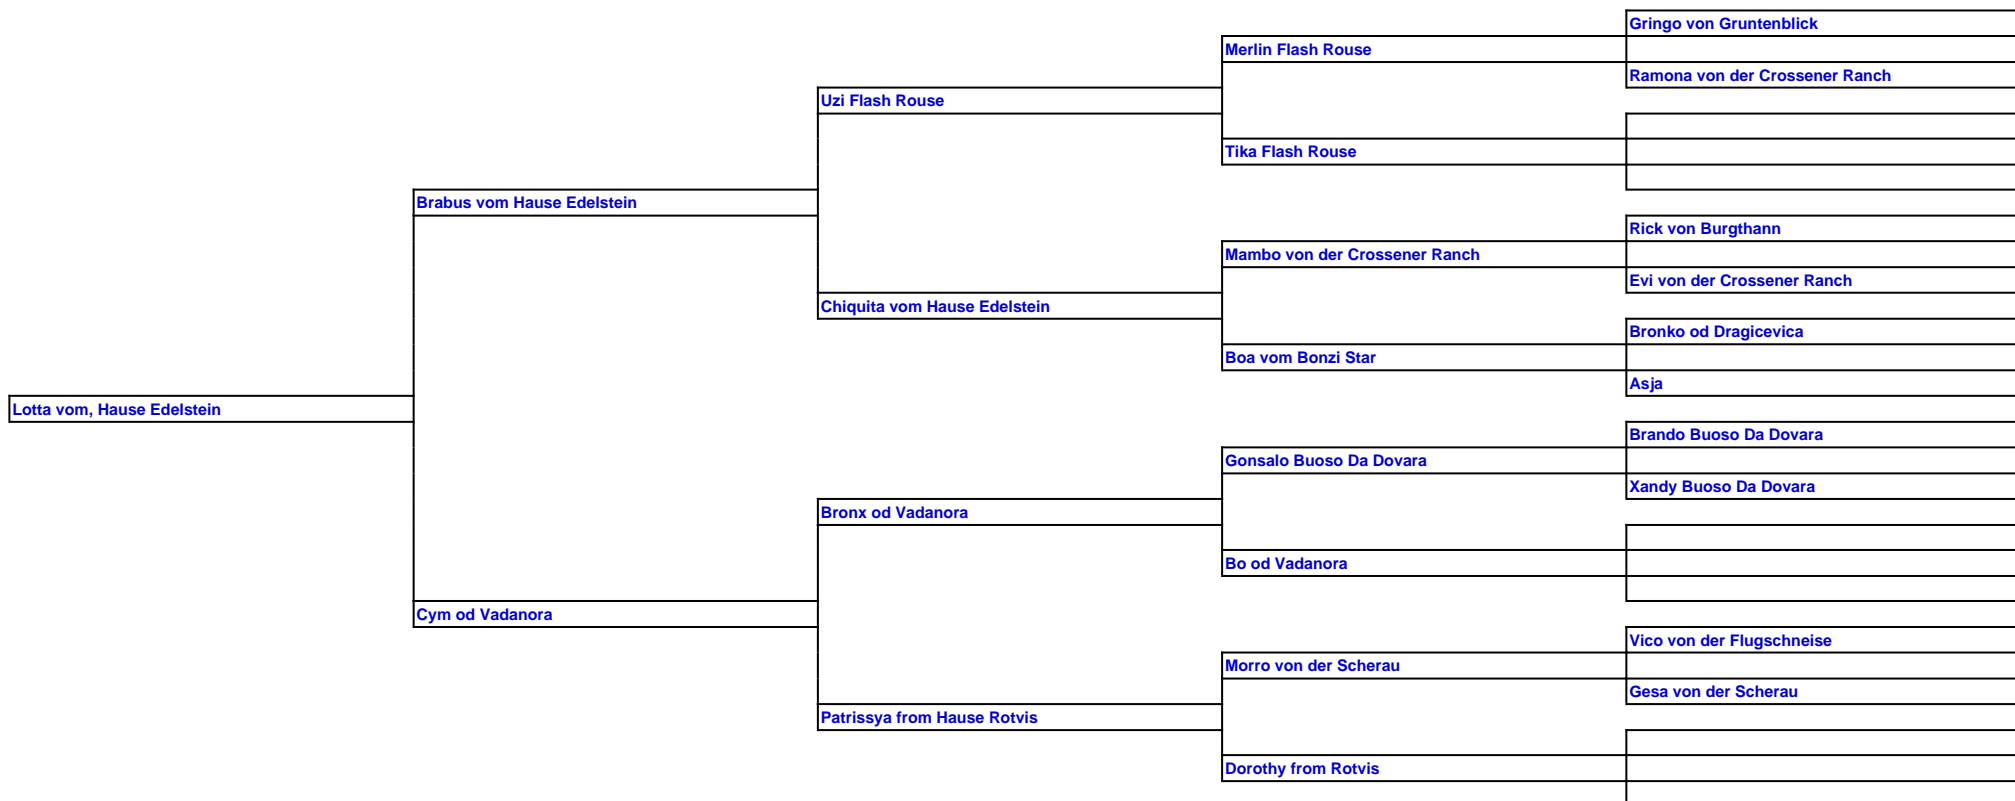 Gringo von Gruntenblick
Merlin Flash Rouse
Ramona von der Crossener Ranch
Uzi Flash Rouse
Tika Flash Rouse
Brabus vom Hause Edelstein
Rick von Burgthann
Mambo von der Crossener Ranch
Evi von der Crossener Ranch
Chiquita vom Hause Edelstein
Bronko od Dragicevica
Boa vom Bonzi Star
Asja
Lotta vom, Hause Edelstein
Brando Buoso Da Dovara
Gonsalo Buoso Da Dovara
Xandy Buoso Da Dovara
Bronx od Vadanora
Bo od Vadanora
Cym od Vadanora
Vico von der Flugschneise
Morro von der Scherau
Gesa von der Scherau
Patrissya from Hause Rotvis
Dorothy from Rotvis